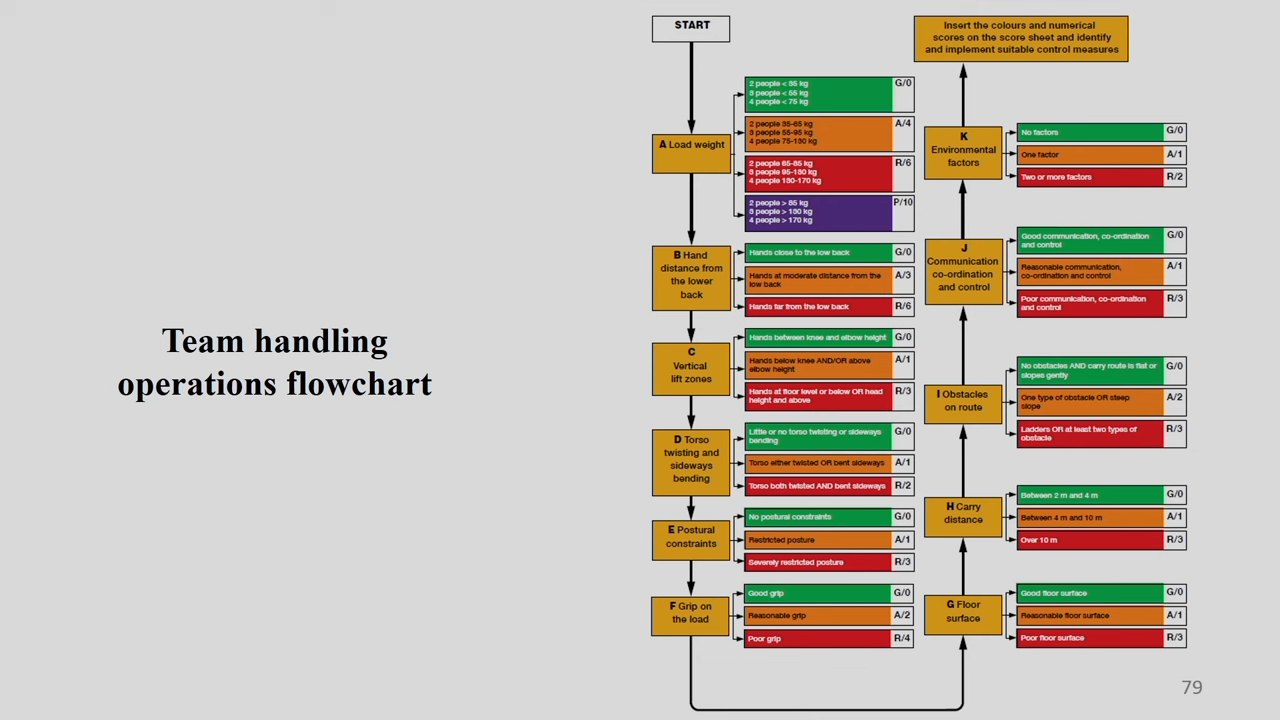 Team handling
operations flowchart
START
A Load weight
2 people < 35 kg
3 people < 55 kg
4 people < 75 kg
G/0
2 people 35-65 kg
3 people 55-95 kg
4 people 75-130 kg
A/4
2 people 65-85 kg
3 people 95-130 kg
4 people 130-170 kg
R/6
2 people > 85 kg
3 people > 130 kg
4 people > 170 kg
P/10
B Hand
distance from
the lower
back
Hands close to the low back
G/0
Hands at moderate distance from the
low back
A/3
Hands far from the low back
R/6
C
Vertical
lift zones
Hands between knee and elbow height
G/0
Hands below knee AND/OR above
elbow height
A/1
Hands at floor level or below OR head
height and above
R/3
D Torso
twisting and
sideways
bending
Little or no torso twisting or sideways
bending
G/0
Torso either twisted OR bent sideways
A/1
Torso both twisted AND bent sideways
R/2
E Postural
constraints
No postural constraints
G/0
Restricted posture
A/1
Severely restricted posture
R/3
F Grip on
the load
Good grip
G/0
Reasonable grip
A/2
Poor grip
R/4
G Floor
surface
Good floor surface
G/0
Reasonable floor surface
A/1
Poor floor surface
R/3
H Carry
distance
Between 2 m and 4 m
G/0
Between 4 m and 10 m
A/1
Over 10 m
R/3
I Obstacles
on route
No obstacles AND carry route is flat or
slopes gently
G/0
One type of obstacle OR steep
slope
A/2
Ladders OR at least two types of
obstacle
R/3
J
Communication
co-ordination
and control
Good communication, co-ordination
and control
G/0
Reasonable communication,
co-ordination and control
A/1
Poor communication, co-ordination
and control
R/3
K
Environmental
factors
No factors
G/0
One factor
A/1
Two or more factors
R/2
Insert the colours and numerical
scores on the score sheet and identify
and implement suitable control measures
79